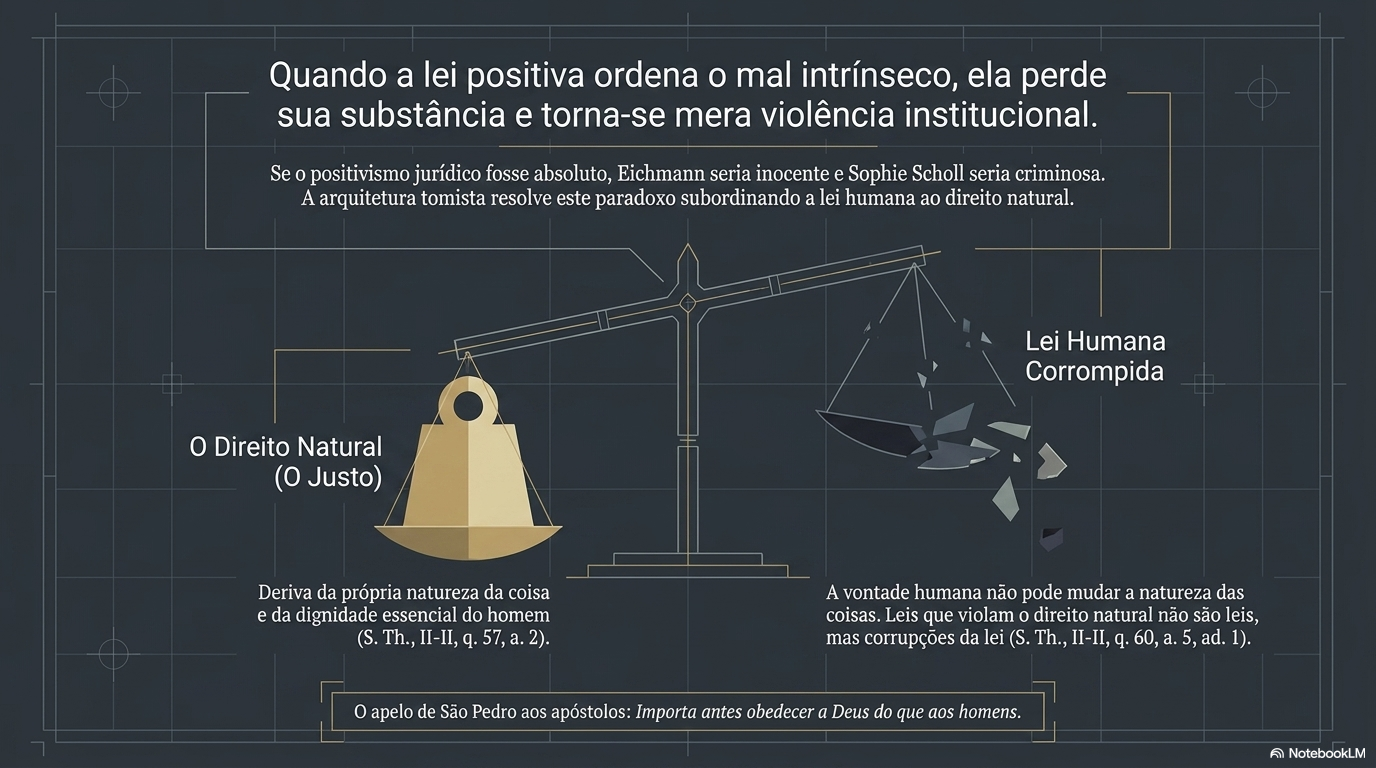 Quando a lei positiva ordena o mal intrínseco, ela perde
sua substância e torna-se mera violência institucional.
Se o positivismo jurídico fosse absoluto, Eichmann seria inocente e Sophie Scholl seria criminosa.
A arquitetura tomista resolve este paradoxo subordinando a lei humana ao direito natural.
Lei Humana
Corrompida
O Direito Natural
(O Justo)
Deriva da própria natureza da coisa
e da dignidade essencial do homem
(S. Th., II-II, q. 57, a. 2).
A vontade humana não pode mudar a natureza das
coisas. Leis que violam o direito natural não são leis,
mas corrupções da lei (S. Th., II-II, q. 60, a. 5, ad. 1).
O apelo de São Pedro aos apóstolos: Importa antes obedecer a Deus do que aos homens.
NotebookLM